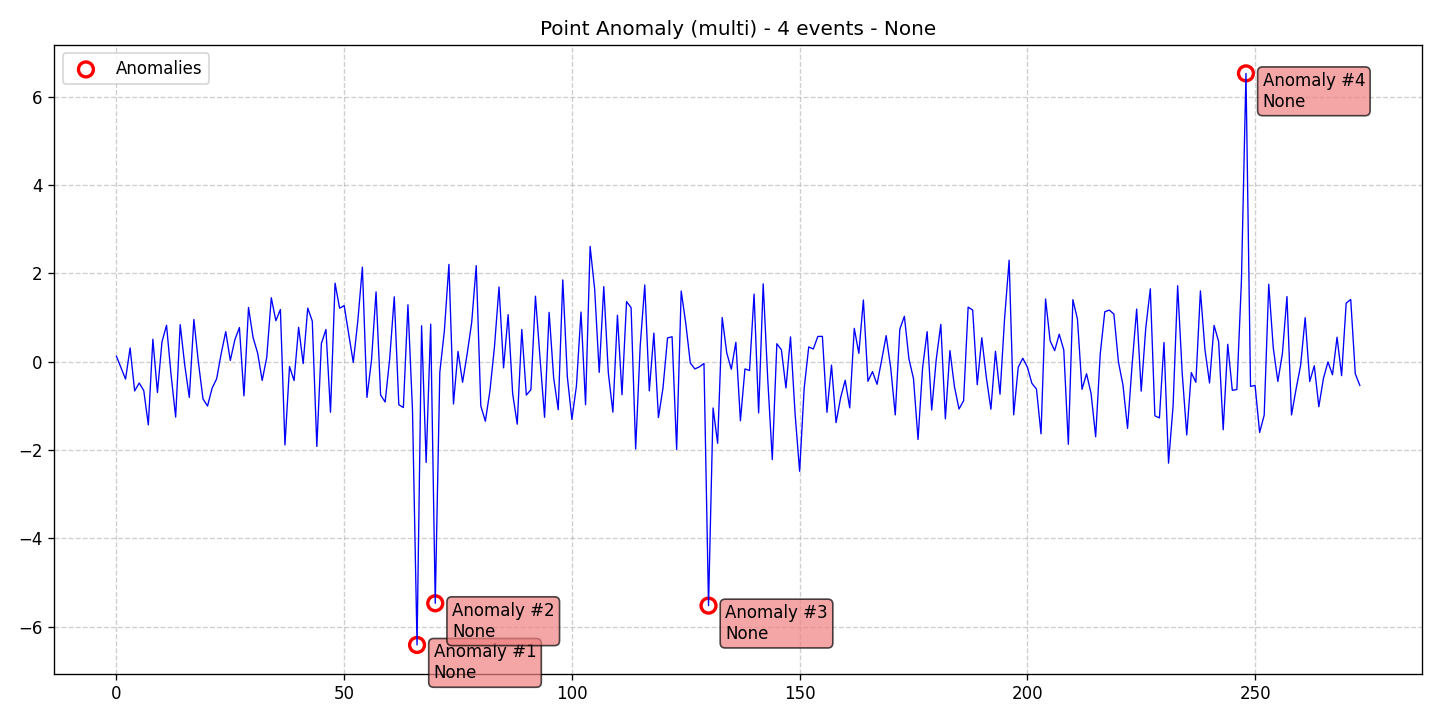 Point Anomaly (multi) - 4 events - None
Anomalies
Anomaly #4
None
Anomaly #2
None
Anomaly #3
None
Anomaly #1
None
6
4
2
0
−2
−4
−6
0
50
100
150
200
250